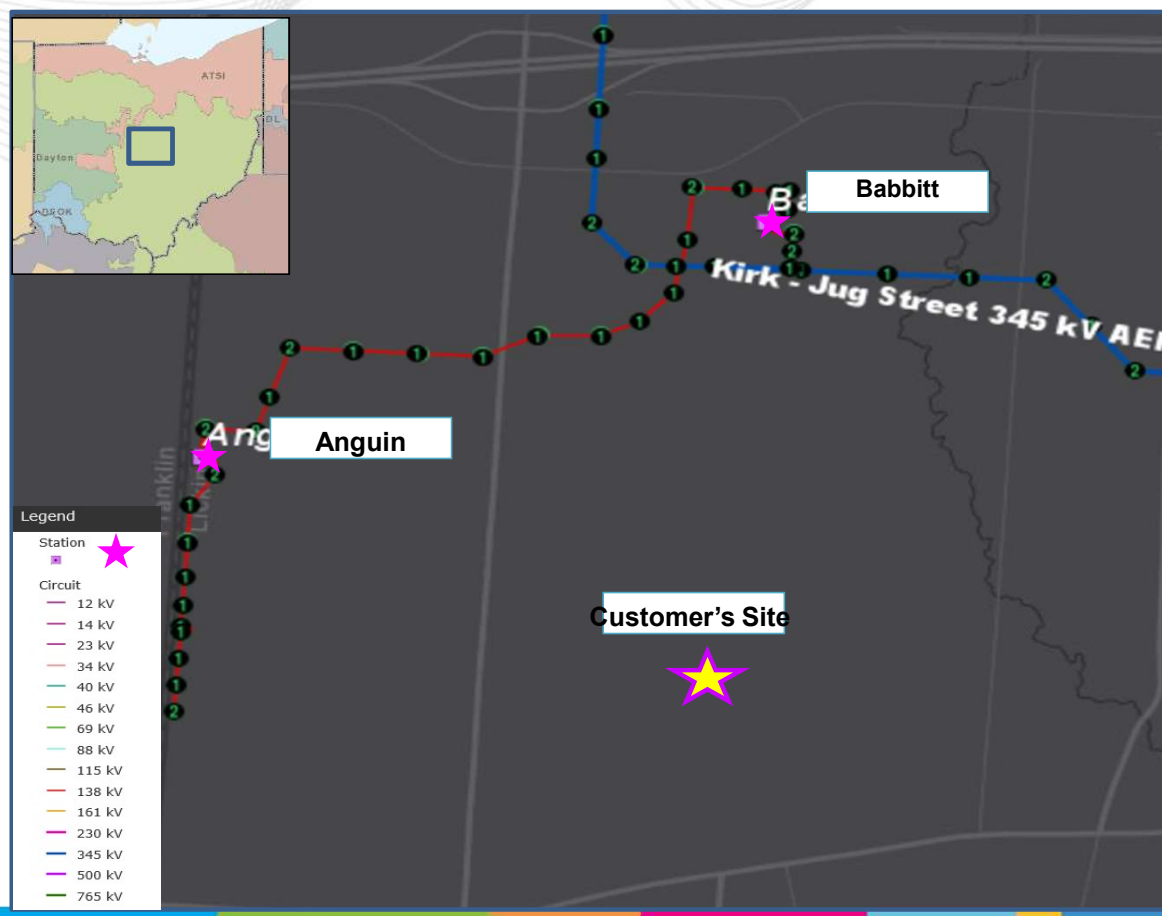 ATSI
DL
Dayton
Babbitt
Ba
Kirk - Jug Street 345 kV AEP
Ang
Anguin
Franklin
Customer's Site
Legend
Station
Circuit
12 kV
14 kV
23 kV
34 kV
40 kV
46 kV
69 kV
88 kV
115 kV
138 kV
161 kV
230 kV
345 kV
500 kV
765 kV